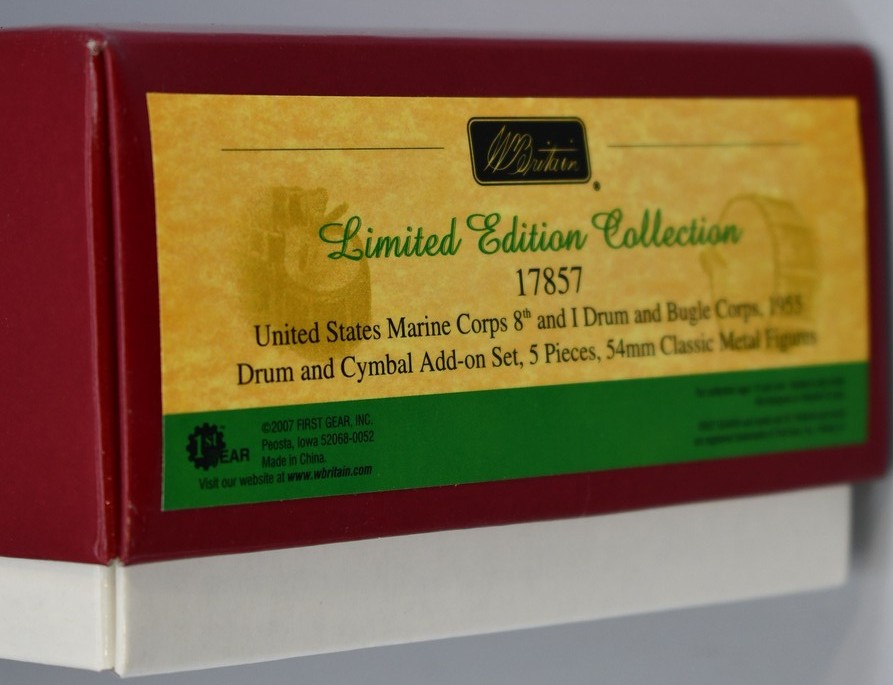 W Britain
Limited Edition Collection
17857
United States Marine Corps 8th and I Drum and Bugle Corps, 1955
Drum and Cymbal Add-on Set, 5 Pieces, 54mm Classic Metal Figures
1st GEAR
©2007 FIRST GEAR, INC.
Peosta, Iowa 52068-0052
Made in China.
Visit our website at www.wbritain.com